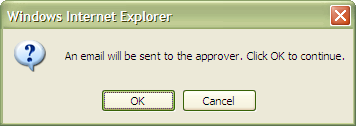 Windows Internet Explorer
An email will be sent to the approver. Click OK to continue.
OK
Cancel